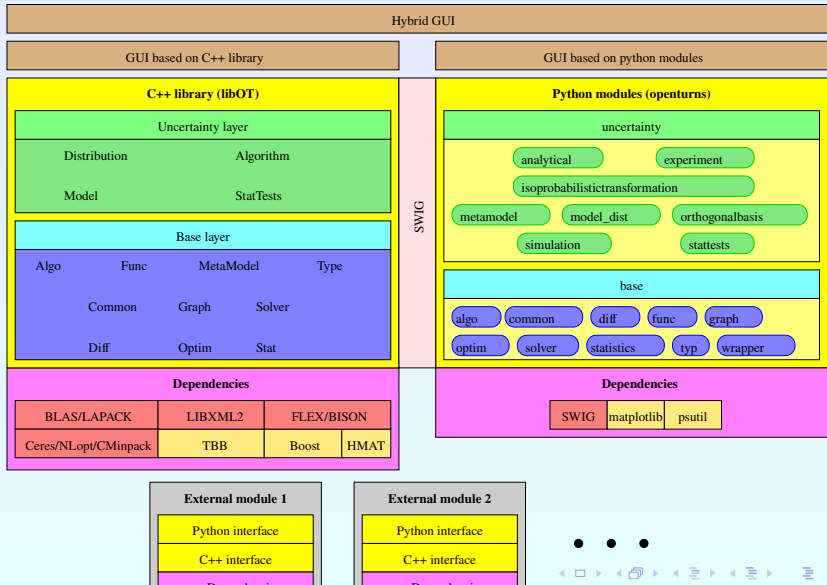 Hybrid GUI
GUI based on C++ library
GUI based on python modules
C++ library (libOT)
Uncertainty layer
Distribution Algorithm
Model StatTests
Base layer
Algo Func MetaModel Type
Common Graph Solver
Diff Optim Stat
SWIG
Python modules (openturns)
uncertainty
analytical experiment
isoprobabilistictransformation
metamodel model_dist orthogonalbasis
simulation stattests
base
algo common diff func graph
optim solver statistics typ wrapper
Dependencies
BLAS/LAPACK LIBXML2 FLEX/BISON
Ceres/NLopt/CMinpack TBB Boost HMAT
Dependencies
SWIG matplotlib psutil
External module 1
Python interface
C++ interface
External module 2
Python interface
C++ interface